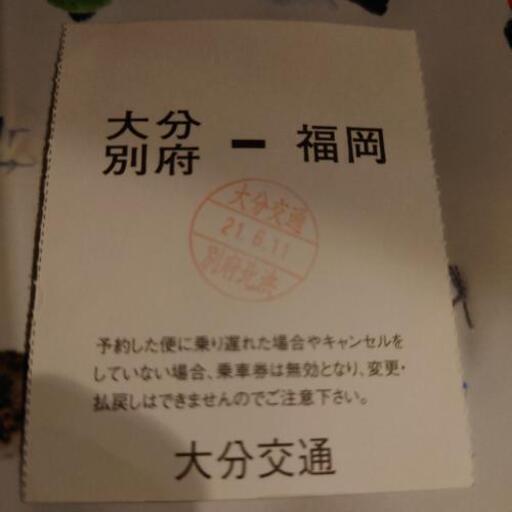 大分
別府 ー 福岡
大分交通
21.6.11
別府北浜
予約した便に乗り遅れた場合やキャンセルを
していない場合、乗車券は無効となり、変更・
払戻しはできませんのでご注意下さい。
大分交通